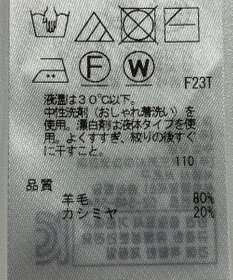 F W
F23T
液温は30℃以下。
中性洗剤(おしゃれ着洗い)を
使用。漂白剤は液体タイプを使
用。よくすすぎ、絞りの後すぐ
に干すこと。
110
品質
羊毛 80%
カシミヤ 20%